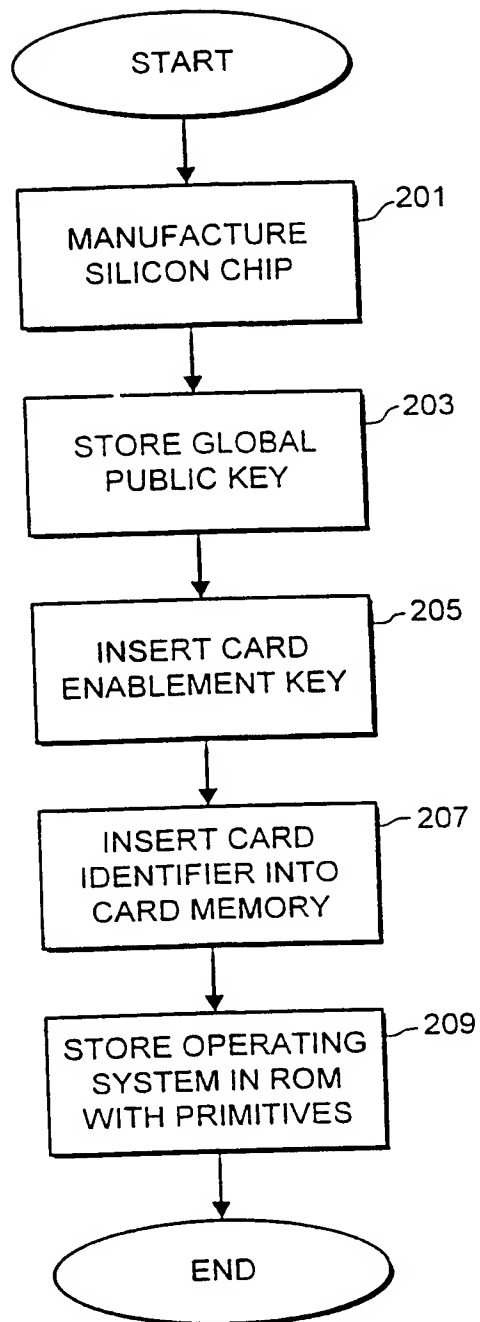 START
201
MANUFACTURE
SILICON CHIP
203
STORE GLOBAL
PUBLIC KEY
205
INSERT CARD
ENABLEMENT KEY
207
INSERT CARD
IDENTIFIER INTO
CARD MEMORY
209
STORE OPERATING
SYSTEM IN ROM
WITH PRIMITIVES
END